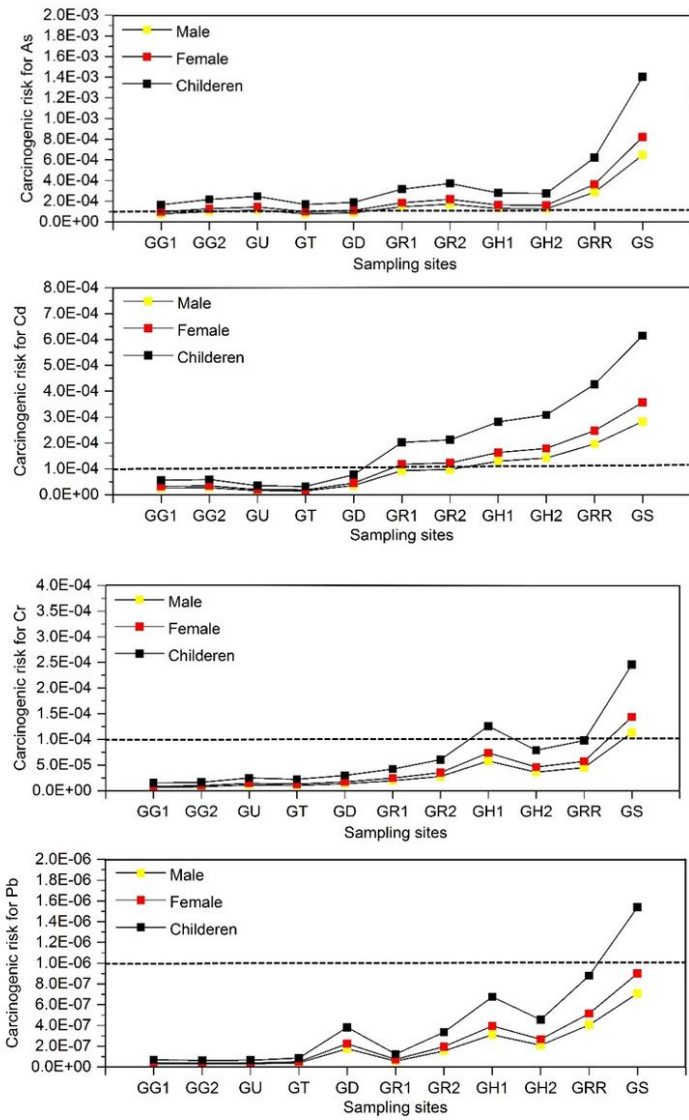 Carcinogenic risk for As
2.0E-03
1.8E-03
1.6E-03
1.4E-03
1.2E-03
1.0E-03
8.0E-04
6.0E-04
4.0E-04
2.0E-04
0.0E+00
Male
Female
Childeren
GG1 GG2 GU GT GD GR1 GR2 GH1 GH2 GRR GS
Sampling sites
Carcinogenic risk for Cd
8.0E-04
7.0E-04
6.0E-04
5.0E-04
4.0E-04
3.0E-04
2.0E-04
1.0E-04
0.0E+00
Male
Female
Childeren
GG1 GG2 GU GT GD GR1 GR2 GH1 GH2 GRR GS
Sampling sites
Carcinogenic risk for Cr
4.0E-04
3.5E-04
3.0E-04
2.5E-04
2.0E-04
1.5E-04
1.0E-04
5.0E-05
0.0E+00
Male
Female
Childeren
GG1 GG2 GU GT GD GR1 GR2 GH1 GH2 GRR GS
Sampling sites
Carcinogenic risk for Pb
2.0E-06
1.8E-06
1.6E-06
1.4E-06
1.2E-06
1.0E-06
8.0E-07
6.0E-07
4.0E-07
2.0E-07
0.0E+00
Male
Female
Childeren
GG1 GG2 GU GT GD GR1 GR2 GH1 GH2 GRR GS
Sampling sites